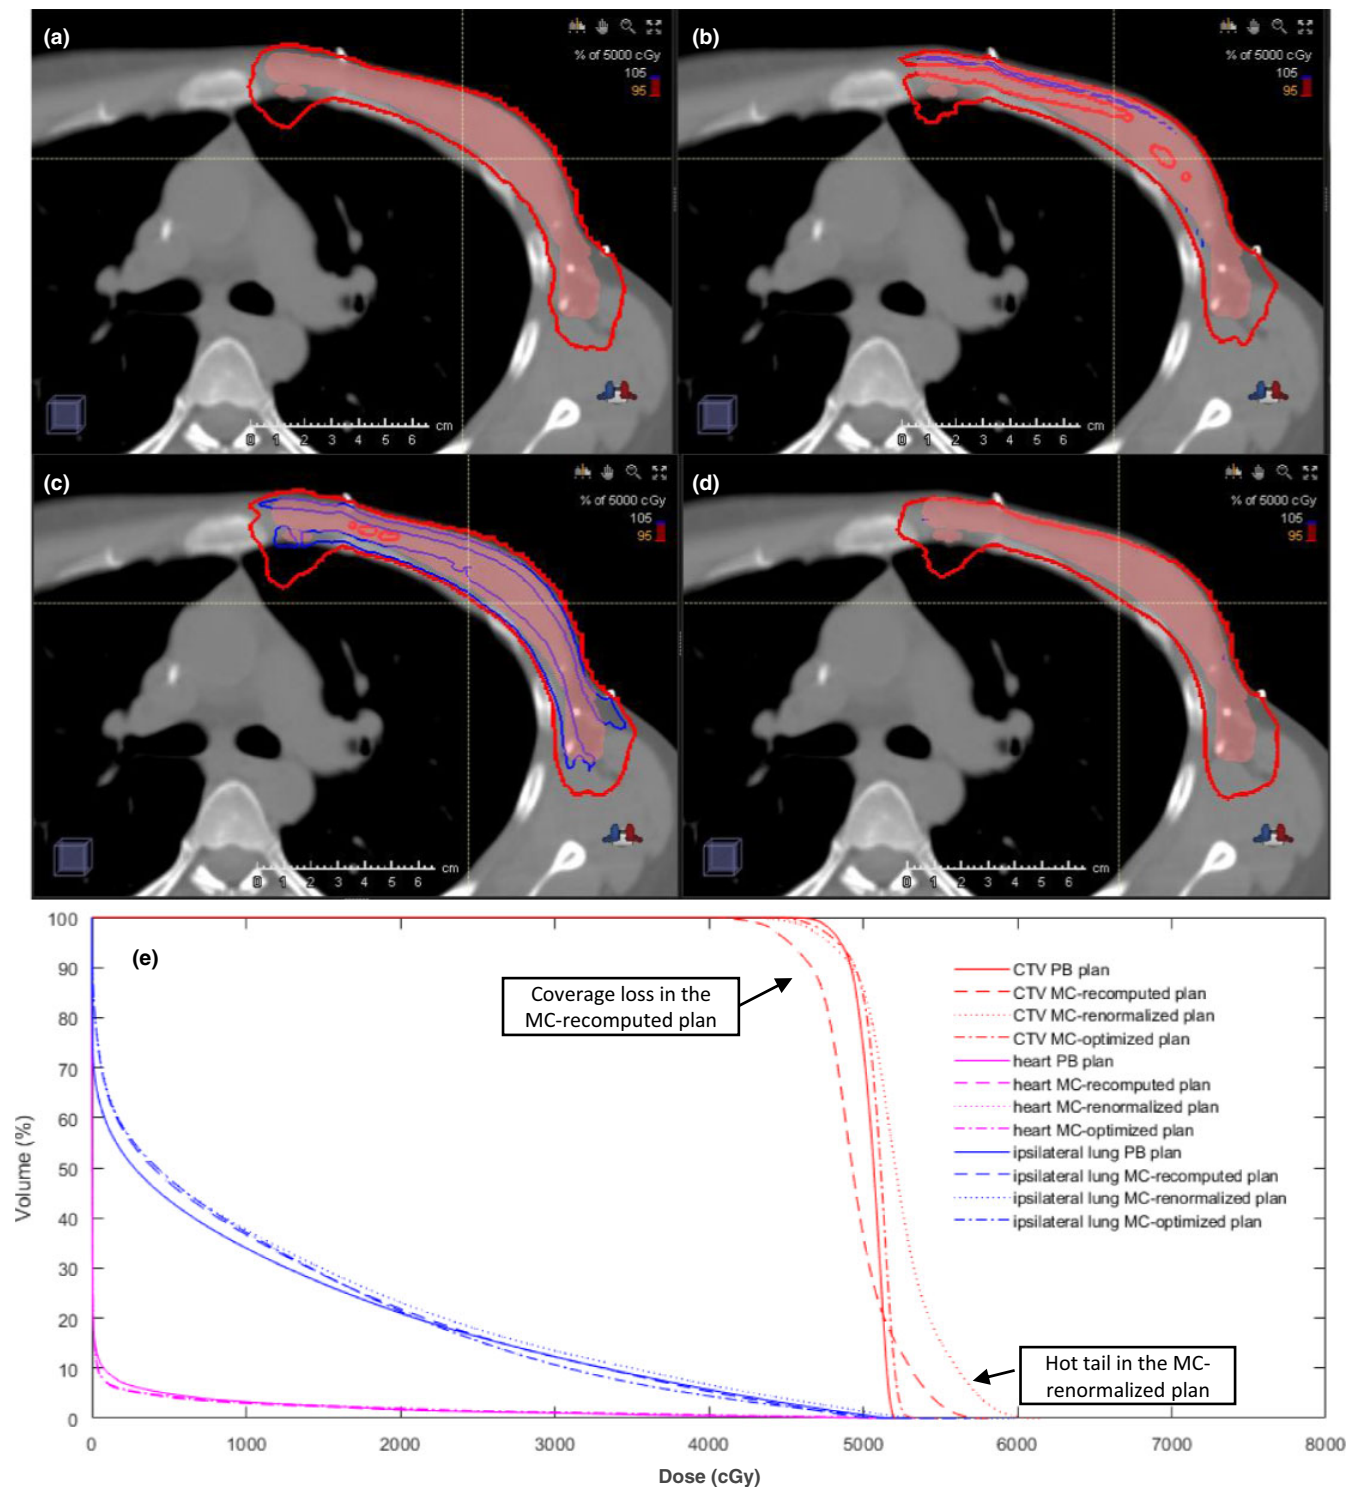 (a)
% of 5000 cGy
105
95
0 1 2 3 4 5 6 cm
(b)
% of 5000 cGy
105
95
0 1 2 3 4 5 6 cm
(c)
% of 5000 cGy
105
95
0 1 2 3 4 5 6 cm
(d)
% of 5000 cGy
105
95
0 1 2 3 4 5 6 cm
(e)
Volume (%)
100
90
80
70
60
50
40
30
20
10
0
Coverage loss in the
MC-recomputed plan
CTV PB plan
CTV MC-recomputed plan
CTV MC-renormalized plan
CTV MC-optimized plan
heart PB plan
heart MC-recomputed plan
heart MC-renormalized plan
heart MC-optimized plan
ipsilateral lung PB plan
ipsilateral lung MC-recomputed plan
ipsilateral lung MC-renormalized plan
ipsilateral lung MC-optimized plan
Hot tail in the MC-
renormalized plan
0 1000 2000 3000 4000 5000 6000 7000 8000
Dose (cGy)